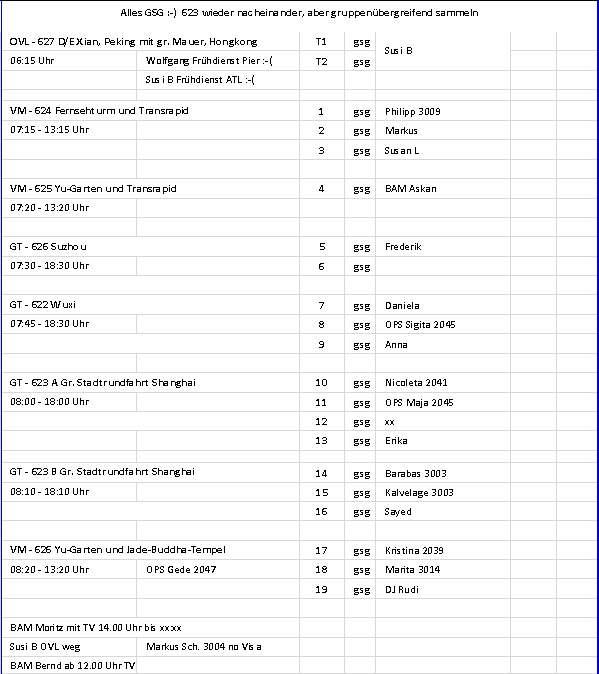 Alles GSG :-)  623 wieder nacheinander, aber gruppenübergreifend sammeln
OVL - 627 D/E Xian, Peking mit gr. Mauer, Hongkong T1 gsg Susi B
06:15 Uhr Wolfgang Frühdienst Pier :-( T2 gsg
Susi B Frühdienst ATL :-(
VM - 624 Fernsehturm und Transrapid 1 gsg Philipp 3009
07:15 - 13:15 Uhr 2 gsg Markus
3 gsg Susan L
VM - 625 Yu-Garten und Transrapid 4 gsg BAM Askan
07:20 - 13:20 Uhr
GT - 626 Suzhou 5 gsg Frederik
07:30 - 18:30 Uhr 6 gsg
GT - 622 Wuxi 7 gsg Daniela
07:45 - 18:30 Uhr 8 gsg OPS Sigita 2045
9 gsg Anna
GT - 623 A Gr. Stadtrundfahrt Shanghai 10 gsg Nicoleta 2041
08:00 - 18:00 Uhr 11 gsg OPS Maja 2045
12 gsg xx
13 gsg Erika
GT - 623 B Gr. Stadtrundfahrt Shanghai 14 gsg Barabas 3003
08:10 - 18:10 Uhr 15 gsg Kalvelage 3003
16 gsg Sayed
VM - 626 Yu-Garten und Jade-Buddha-Tempel 17 gsg Kristina 2039
08:20 - 13:20 Uhr OPS Gede 2047 18 gsg Marita 3014
19 gsg DJ Rudi
BAM Moritz mit TV 14.00 Uhr bis xx:xx
Susi B OVL weg Markus Sch. 3004 no Visa
BAM Bernd ab 12.00 Uhr TV